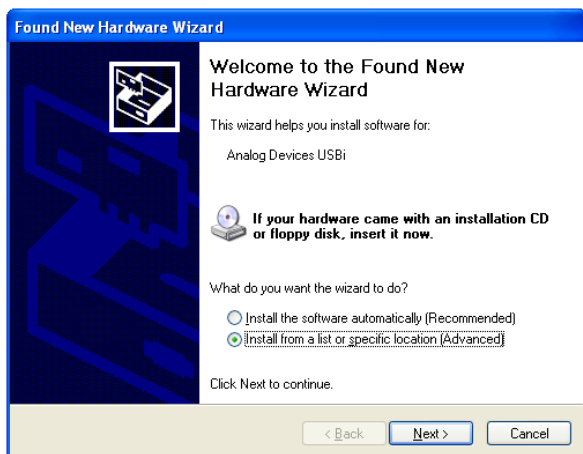 Found New Hardware Wizard
Welcome to the Found New
Hardware Wizard
This wizard helps you install software for:
Analog Devices USBi
If your hardware came with an installation CD
or floppy disk, insert it now.
What do you want the wizard to do?
Install the software automatically (Recommended)
Install from a list or specific location (Advanced)
Click Next to continue.
< Back Next > Cancel